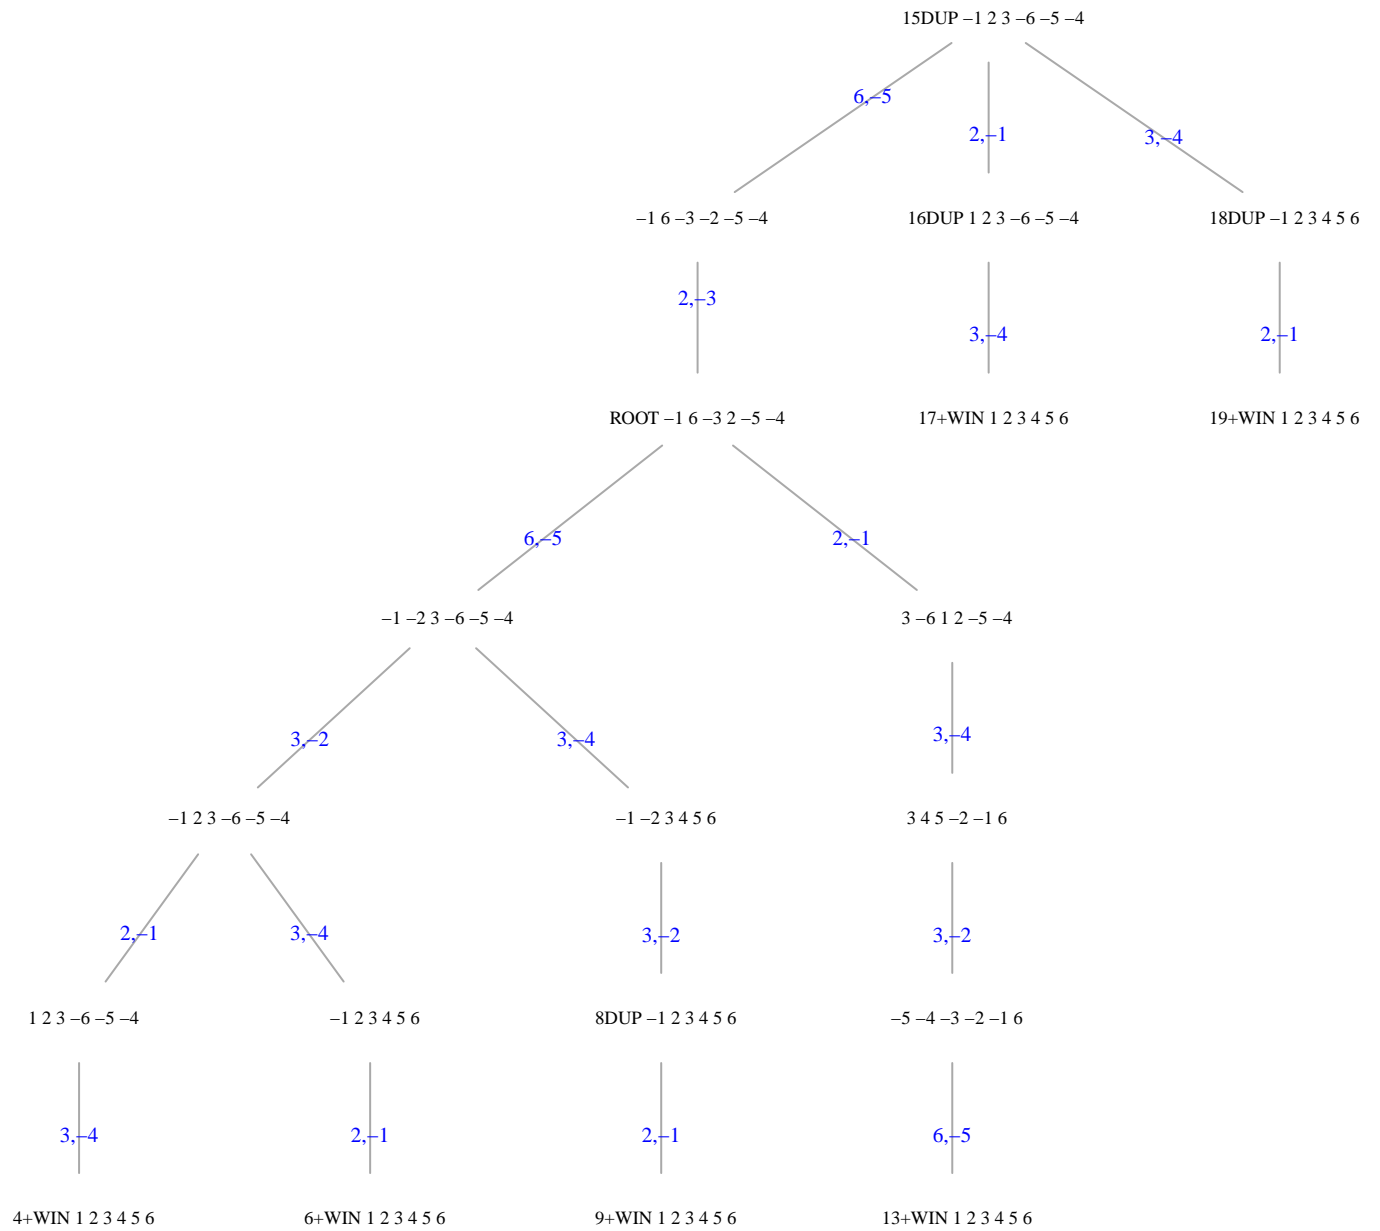 15DUP –1 2 3 –6 –5 –4
6,–5
2,–1
3,–4
–1 6 –3 –2 –5 –4
16DUP 1 2 3 –6 –5 –4
18DUP –1 2 3 4 5 6
2,–3
3,–4
2,–1
ROOT –1 6 –3 2 –5 –4
17+WIN 1 2 3 4 5 6
19+WIN 1 2 3 4 5 6
6,–5
2,–1
–1 –2 3 –6 –5 –4
3 –6 1 2 –5 –4
3,–2
3,–4
3,–4
–1 2 3 –6 –5 –4
–1 –2 3 4 5 6
3 4 5 –2 –1 6
2,–1
3,–4
3,–2
3,–2
1 2 3 –6 –5 –4
–1 2 3 4 5 6
8DUP –1 2 3 4 5 6
–5 –4 –3 –2 –1 6
3,–4
2,–1
2,–1
6,–5
4+WIN 1 2 3 4 5 6
6+WIN 1 2 3 4 5 6
9+WIN 1 2 3 4 5 6
13+WIN 1 2 3 4 5 6